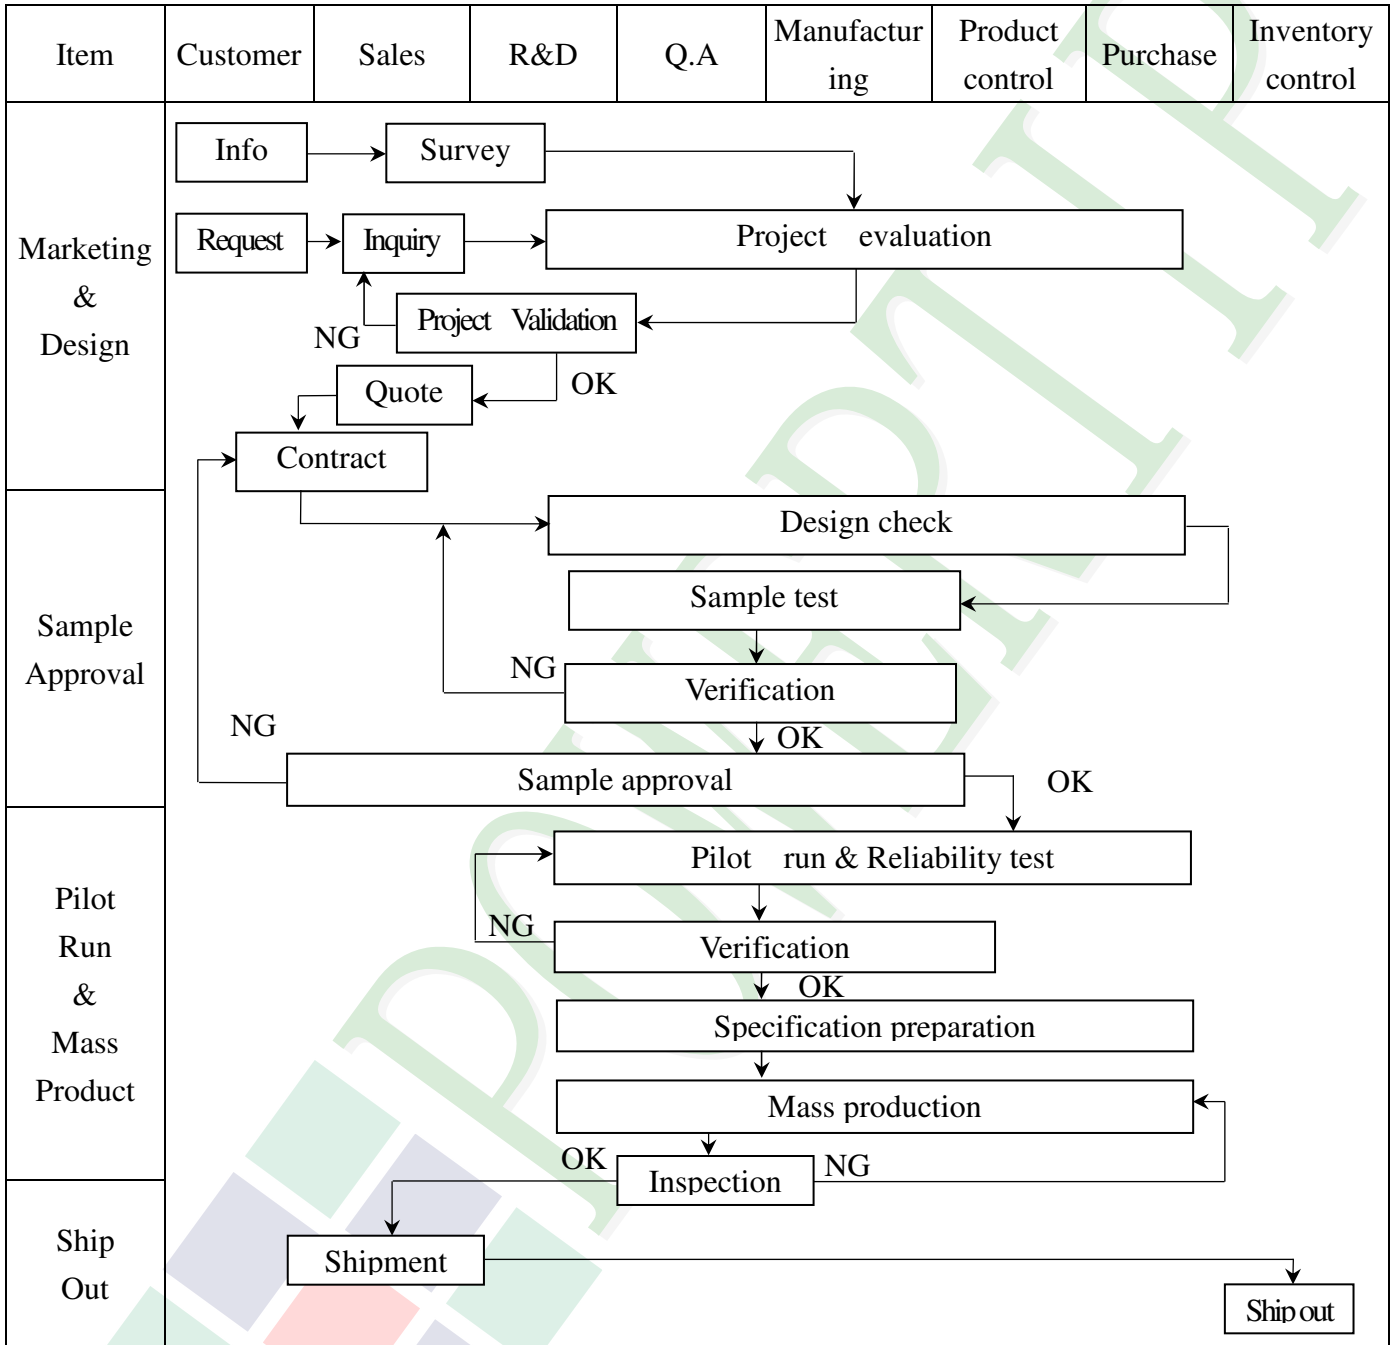 Item
Customer
Sales
R&D
Q.A
Manufactur
ing
Product
control
Purchase
Inventory
control
Marketing
&
Design
Info
Survey
Request
Inquiry
Project evaluation
NG
Project Validation
OK
Quote
Contract
Sample
Approval
Design check
Sample test
NG
Verification
OK
NG
Sample approval
OK
Pilot
Run
&
Mass
Product
Pilot run & Reliability test
NG
Verification
OK
Specification preparation
Mass production
OK
Inspection
NG
Ship
Out
Shipment
Ship out
POWERTIP